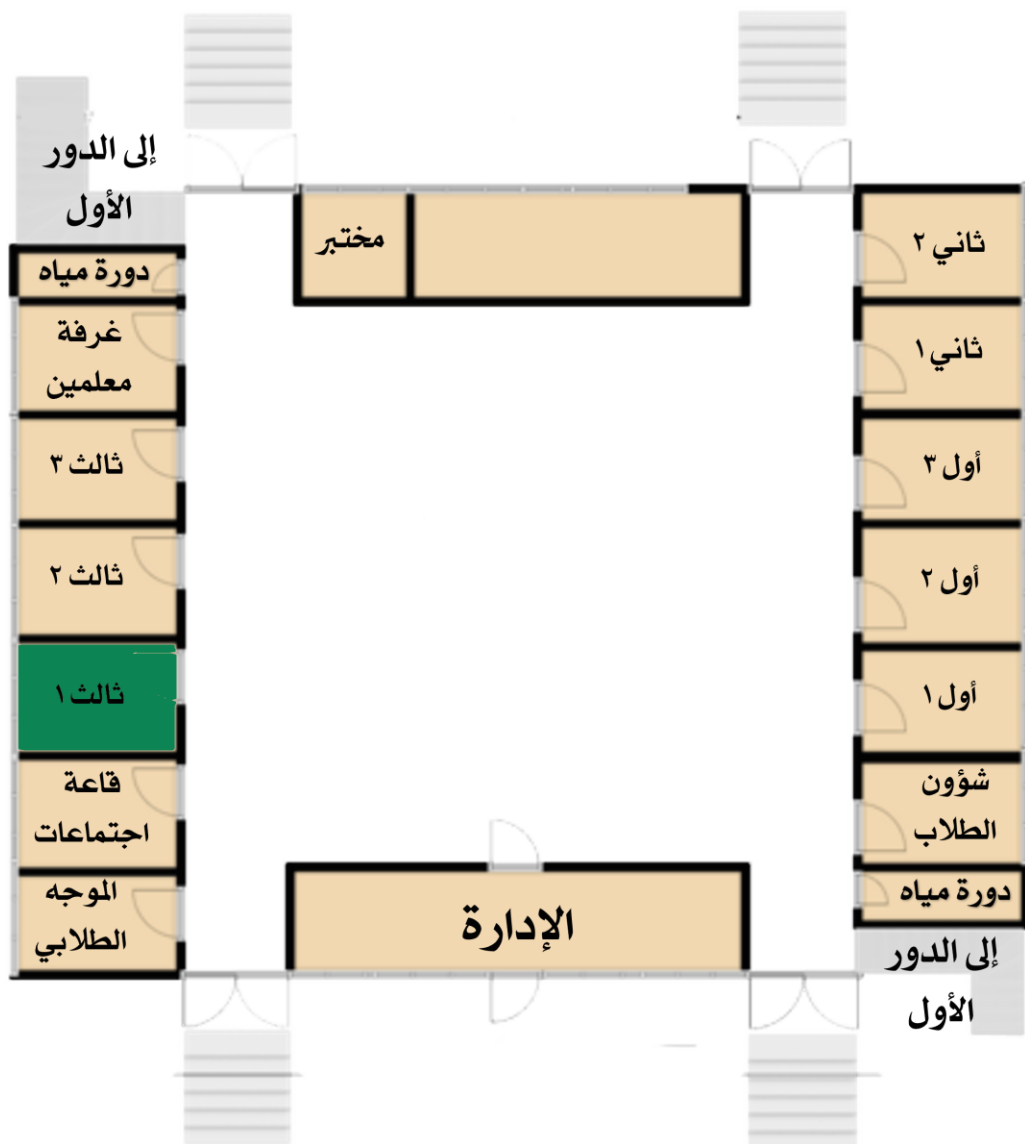 إلى الدور
الأول
دورة مياه
غرفة
معلمين
ثالث ٣
ثالث ٢
ثالث ١
قاعة
اجتماعات
الموجه
الطلابي
مختبر
الإدارة
ثاني ٢
ثاني ١
أول ٣
أول ٢
أول ١
شؤون
الطلاب
دورة مياه
إلى الدور
الأول